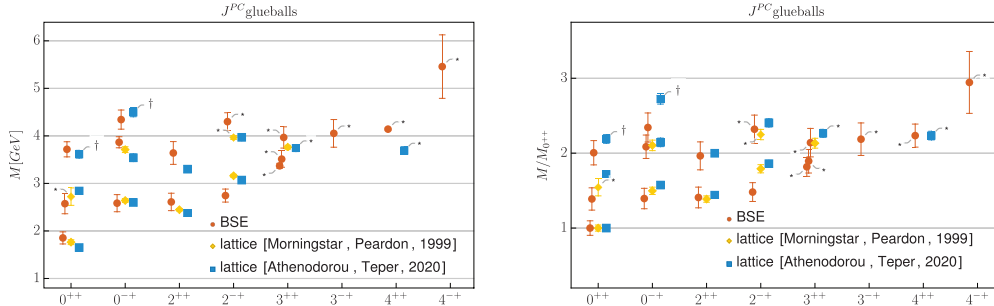 J^{PC} glueballs
M[GeV]
6
5
4
3
2
1
† †
* * * * * * * * * * *
BSE
lattice [Morningstar, Peardon, 1999]
lattice [Athenodorou, Teper, 2020]
0^{++} 0^{-+} 2^{++} 2^{-+} 3^{++} 3^{-+} 4^{++} 4^{-+}
J^{PC} glueballs
M/M_{0^{++}}
3
2
1
† †
* * * * * * * * * * *
BSE
lattice [Morningstar, Peardon, 1999]
lattice [Athenodorou, Teper, 2020]
0^{++} 0^{-+} 2^{++} 2^{-+} 3^{++} 3^{-+} 4^{++} 4^{-+}